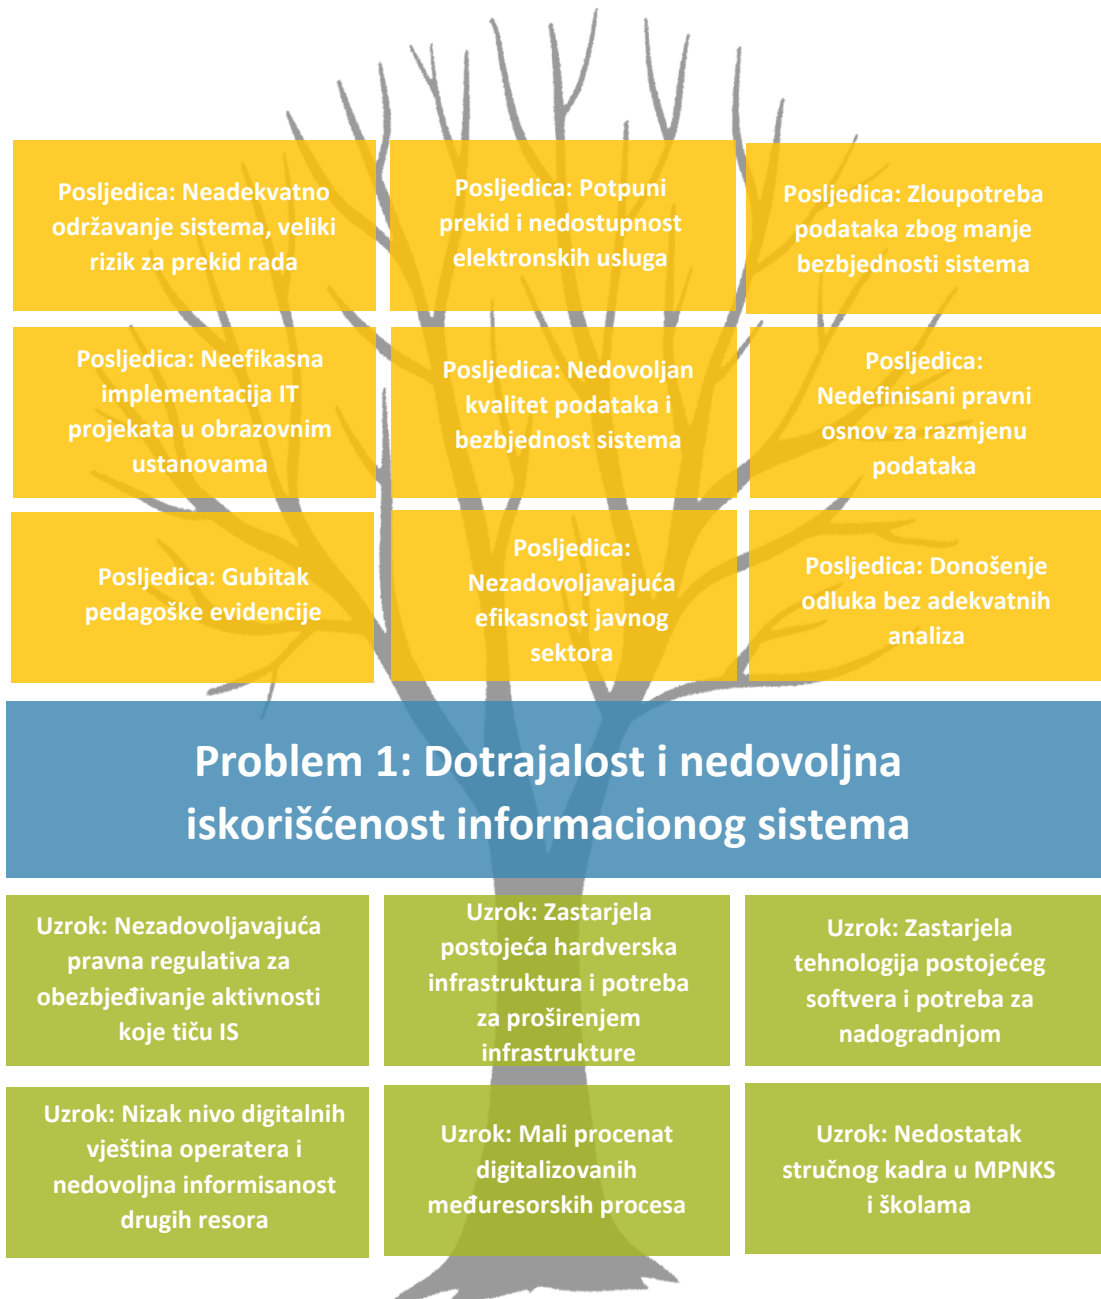 Posljedica: Neadekvatno
održavanje sistema, veliki
rizik za prekid rada
Posljedica: Potpuni
prekid i nedostupnost
elektronskih usluga
Posljedica: Zloupotreba
podataka zbog manje
bezbjednosti sistema
Posljedica: Neefikasna
implementacija IT
projekata u obrazovnim
ustanovama
Posljedica: Nedovoljan
kvalitet podataka i
bezbjednost sistema
Posljedica:
Nedefinisani pravni
osnov za razmjenu
podataka
Posljedica: Gubitak
pedagoške evidencije
Posljedica:
Nezadovoljavajuća
efikasnost javnog
sektora
Posljedica: Donošenje
odluka bez adekvatnih
analiza
Problem 1: Dotrajalost i nedovoljna
iskorišćenost informacionog sistema
Uzrok: Nezadovoljavajuća
pravna regulativa za
obezbjeđivanje aktivnosti
koje tiču IS
Uzrok: Zastarjela
postojeća hardverska
infrastruktura i potreba
za proširenjem
infrastrukture
Uzrok: Zastarjela
tehnologija postojećeg
softvera i potreba za
nadogradnjom
Uzrok: Nizak nivo digitalnih
vještina operatera i
nedovoljna informisanost
drugih resora
Uzrok: Mali procenat
digitalizovanih
međuresorskih procesa
Uzrok: Nedostatak
stručnog kadra u MPNKS
i školama